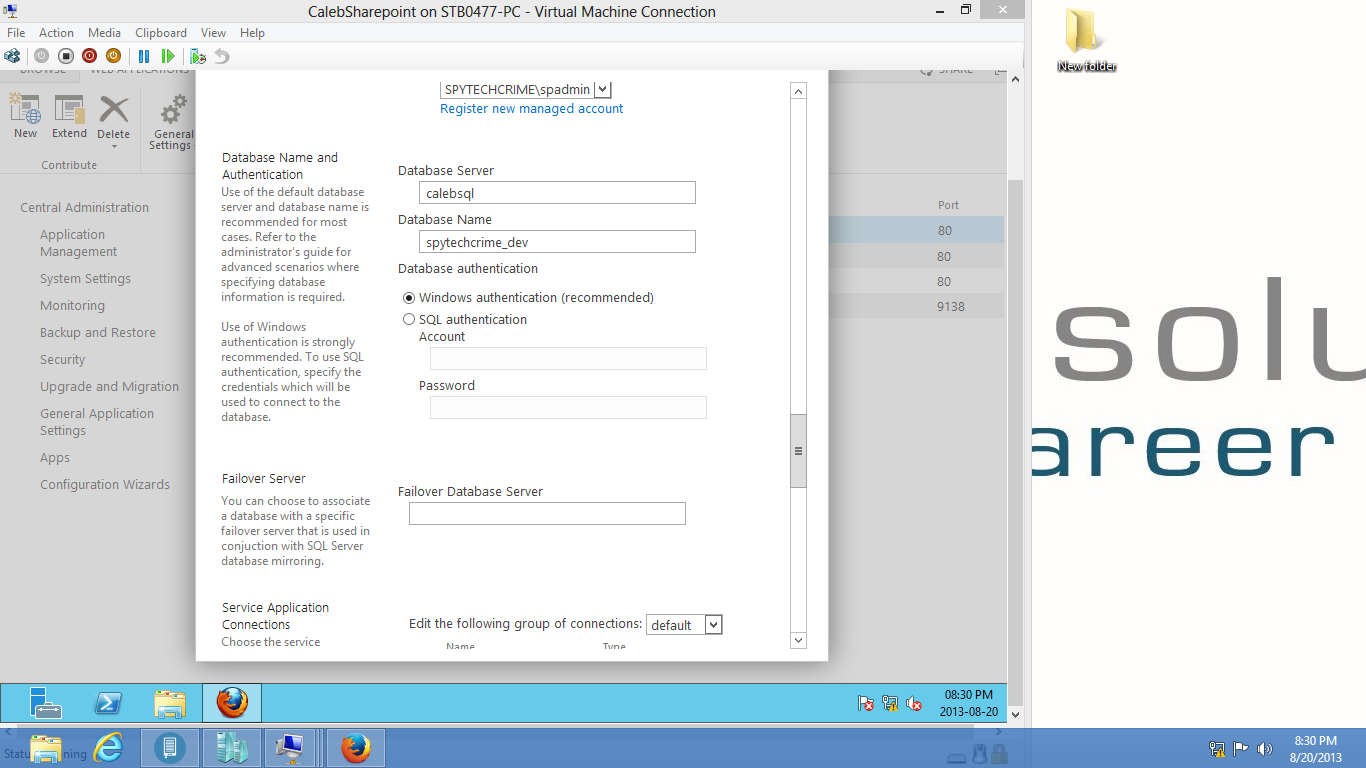 CalebSharepoint on STB0477-PC - Virtual Machine Connection
File Action Media Clipboard View Help
BROWSE WEB APPLICATIONS
SHARE
New Extend Delete General Settings
Contribute
Central Administration
Application
Management
System Settings
Monitoring
Backup and Restore
Security
Upgrade and Migration
General Application
Settings
Apps
Configuration Wizards
SPYTECHCRIME\spadmin
Register new managed account
Database Name and
Authentication
Use of the default database
server and database name is
recommended for most
cases. Refer to the
administrator's guide for
advanced scenarios where
specifying database
information is required.
Use of Windows
authentication is strongly
recommended. To use SQL
authentication, specify the
credentials which will be
used to connect to the
database.
Database Server
calebsql
Database Name
spytechcrime_dev
Database authentication
Windows authentication (recommended)
SQL authentication
Account
Password
Failover Server
You can choose to associate
a database with a specific
failover server that is used in
conjuction with SQL Server
database mirroring.
Failover Database Server
Service Application
Connections
Choose the service
Edit the following group of connections: default
Name Type
Port
80
80
80
9138
08:30 PM
2013-08-20
New folder
solu
areer
8:30 PM
8/20/2013